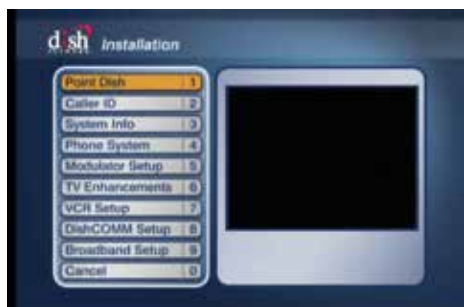 dish Installation
NETWORK
Point Dish 1
Caller ID 2
System Info 3
Phone System 4
Modulator Setup 5
TV Enhancements 6
VCR Setup 7
DishCOMM Setup 8
Broadband Setup 9
Cancel 0